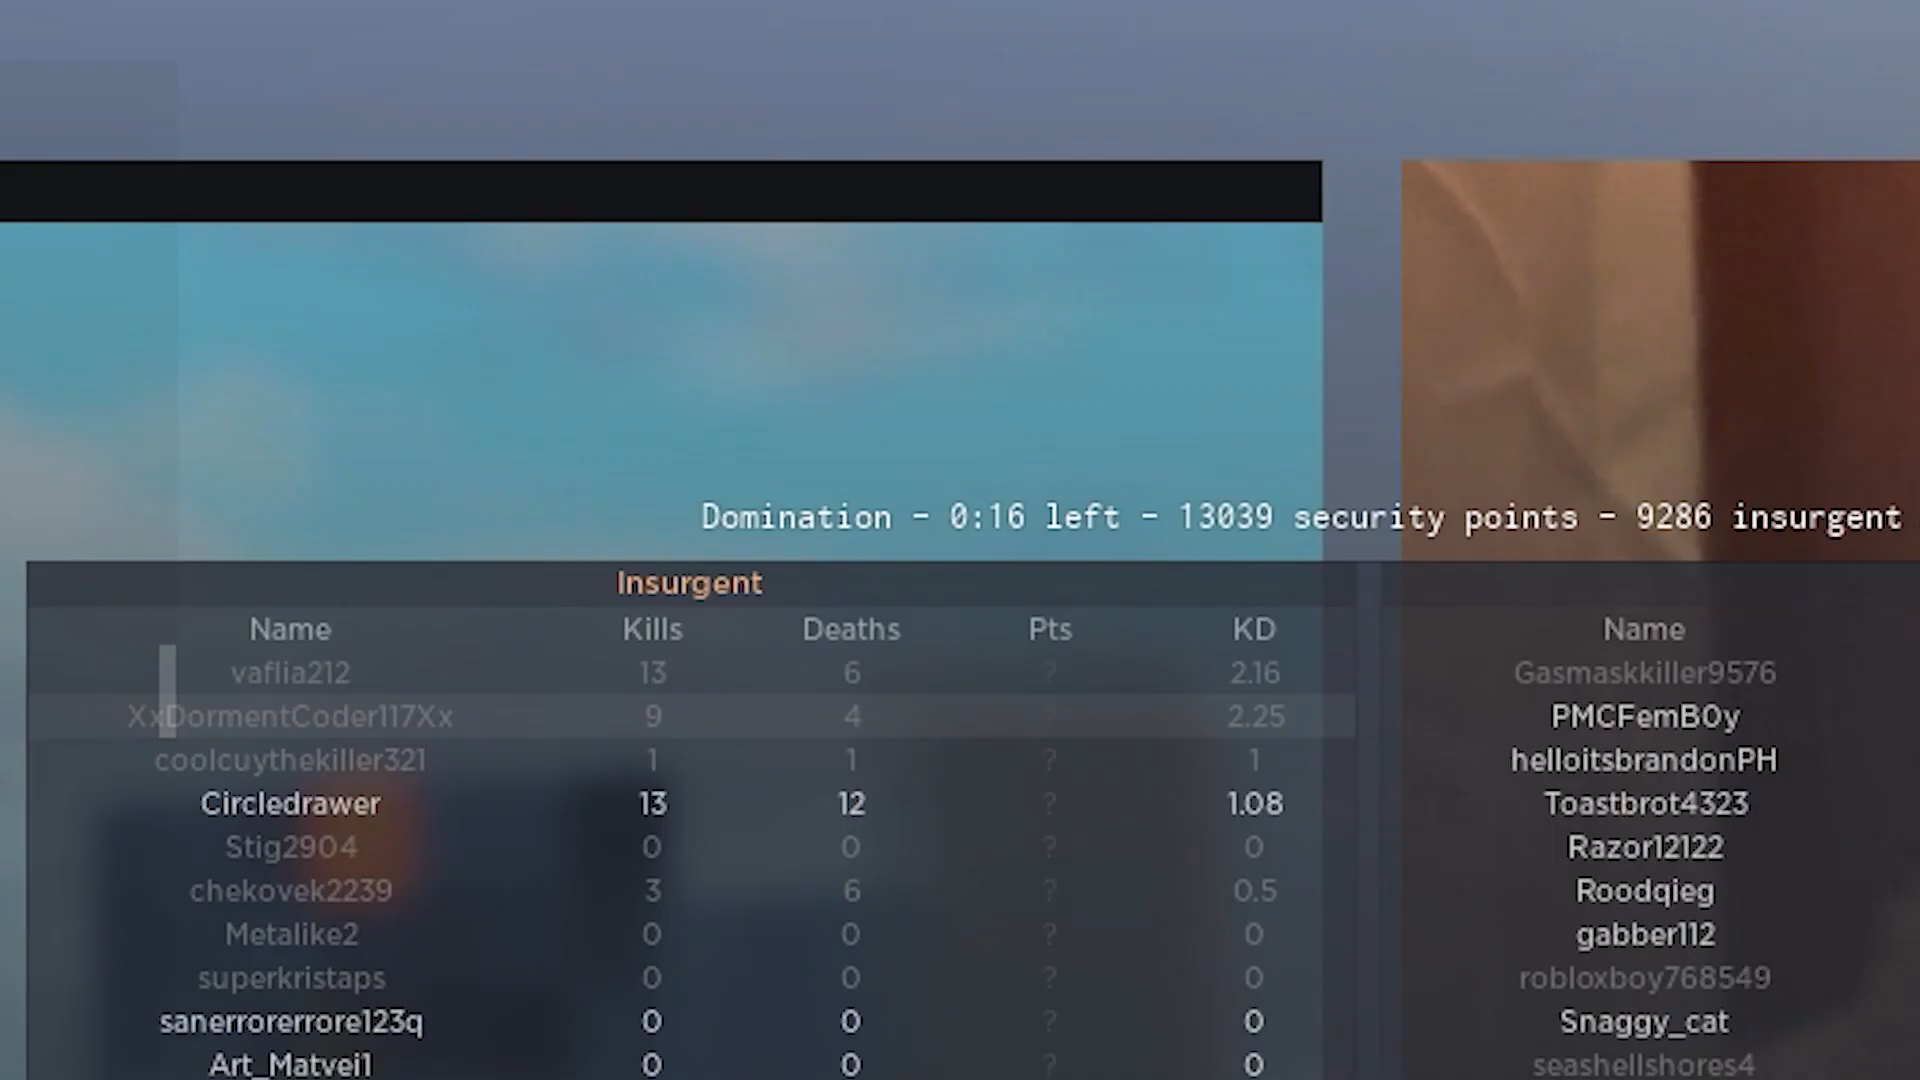 Domination - 0:16 left - 13039 security points - 9286 insurgent
Insurgent
Name Kills Deaths Pts KD Name
vaflia212 13 6 ? 2.16 Gasmaskkiller9576
XxDormentCoder117Xx 9 4 ? 2.25 PMCFemB0y
coolcuythekiller321 1 1 ? 1 helloitsbrandonPH
Circledrawer 13 12 ? 1.08 Toastbrot4323
Stig2904 0 0 ? 0 Razor12122
chekovek2239 3 6 ? 0.5 Roodqieg
Metalike2 0 0 ? 0 gabber112
superkristaps 0 0 ? 0 robloxboy768549
sanerrorerrore123q 0 0 ? 0 Snaggy_cat
Art_Matvei1 0 0 ? 0 seashellshores4